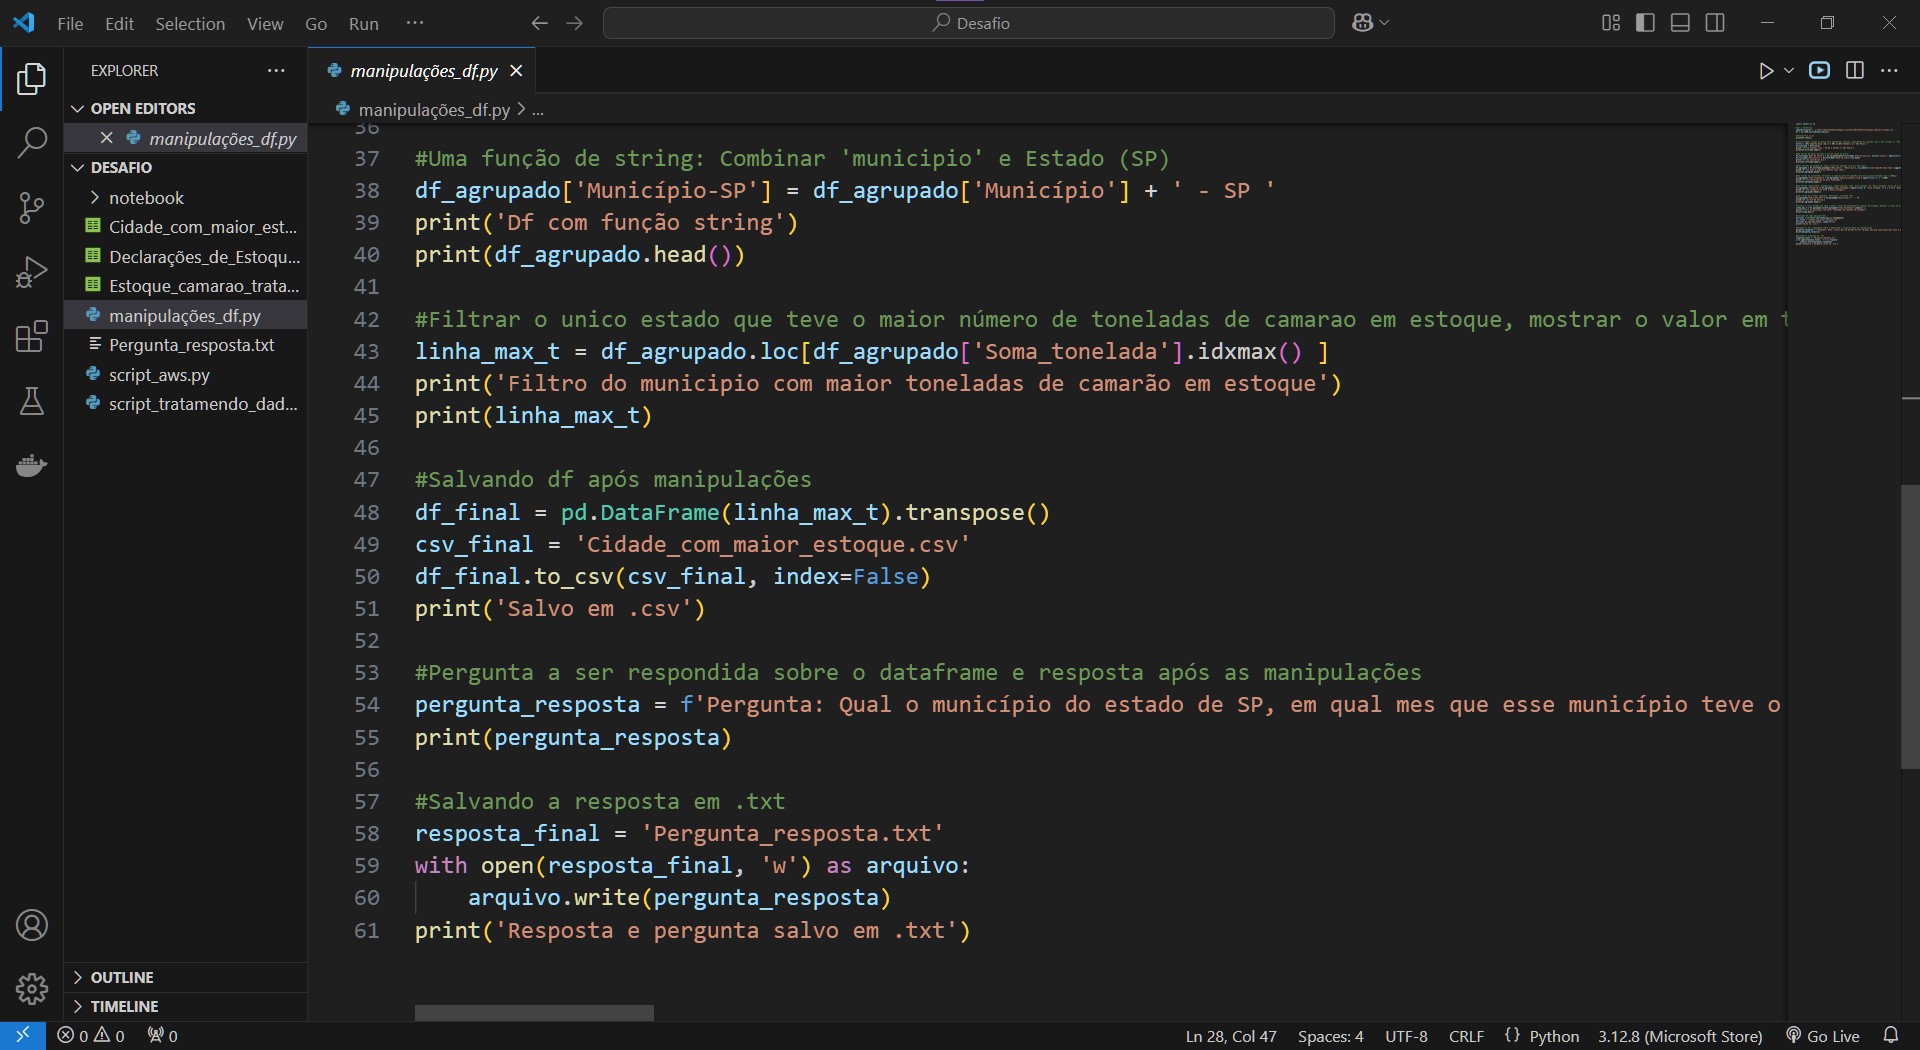 File Edit Selection View Go Run ··· Desafio
EXPLORER ···
OPEN EDITORS
manipulações_df.py
DESAFIO
notebook
Cidade_com_maior_est...
Declarações_de_Estoqu...
Estoque_camarao_trata...
manipulações_df.py
Pergunta_resposta.txt
script_aws.py
script_tratamendo_dad...
OUTLINE
TIMELINE
manipulações_df.py
manipulações_df.py > ...
36
37 #Uma função de string: Combinar 'municipio' e Estado (SP)
38 df_agrupado['Município-SP'] = df_agrupado['Município'] + ' - SP '
39 print('Df com função string')
40 print(df_agrupado.head())
41
42 #Filtrar o unico estado que teve o maior número de toneladas de camarao em estoque, mostrar o valor em t
43 linha_max_t = df_agrupado.loc[df_agrupado['Soma_tonelada'].idxmax() ]
44 print('Filtro do municipio com maior toneladas de camarão em estoque')
45 print(linha_max_t)
46
47 #Salvando df após manipulações
48 df_final = pd.DataFrame(linha_max_t).transpose()
49 csv_final = 'Cidade_com_maior_estoque.csv'
50 df_final.to_csv(csv_final, index=False)
51 print('Salvo em .csv')
52
53 #Pergunta a ser respondida sobre o dataframe e resposta após as manipulações
54 pergunta_resposta = f'Pergunta: Qual o município do estado de SP, em qual mes que esse município teve o
55 print(pergunta_resposta)
56
57 #Salvando a resposta em .txt
58 resposta_final = 'Pergunta_resposta.txt'
59 with open(resposta_final, 'w') as arquivo:
60     arquivo.write(pergunta_resposta)
61 print('Resposta e pergunta salvo em .txt')
0 0 0 Ln 28, Col 47 Spaces: 4 UTF-8 CRLF {} Python 3.12.8 (Microsoft Store) Go Live